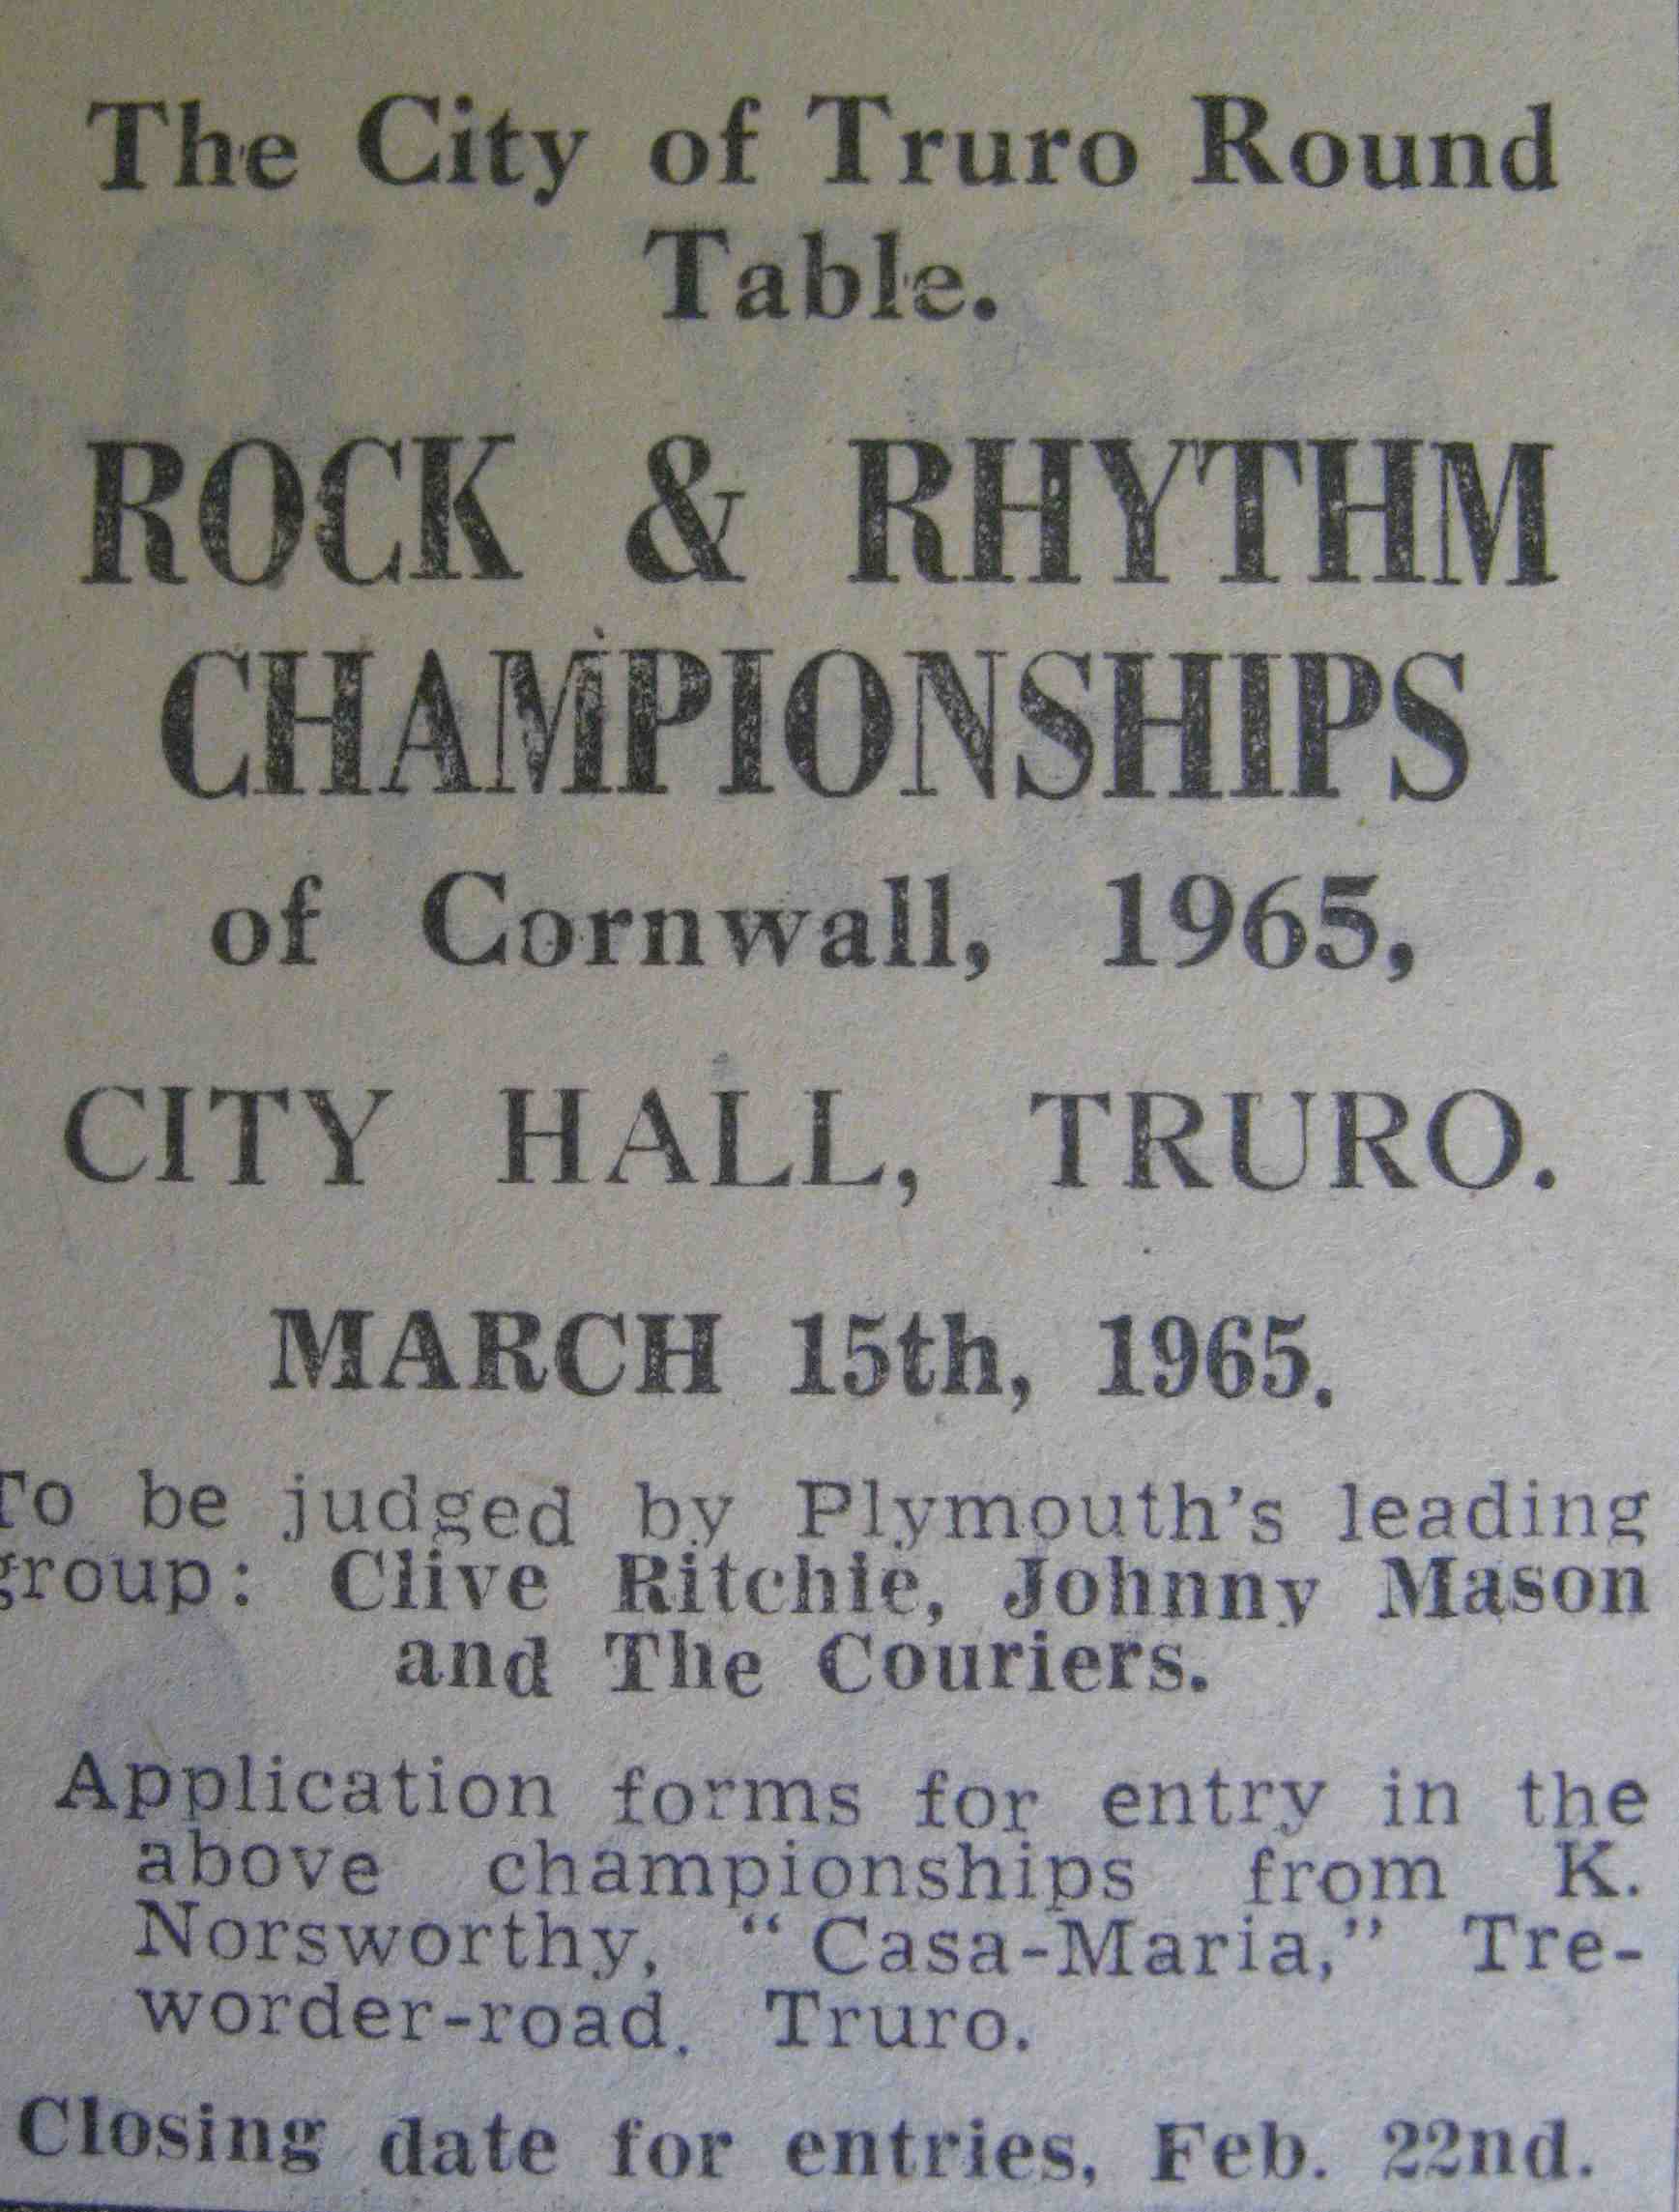 The City of Truro Round
Table.
ROCK & RHYTHM
CHAMPIONSHIPS
of Cornwall, 1965,
CITY HALL, TRURO.
MARCH 15th, 1965.
To be judged by Plymouth's leading
group: Clive Ritchie, Johnny Mason
and The Couriers.
Application forms for entry in the
above championships from K.
Norsworthy, "Casa-Maria," Tre-
worder-road, Truro.
Closing date for entries, Feb. 22nd.